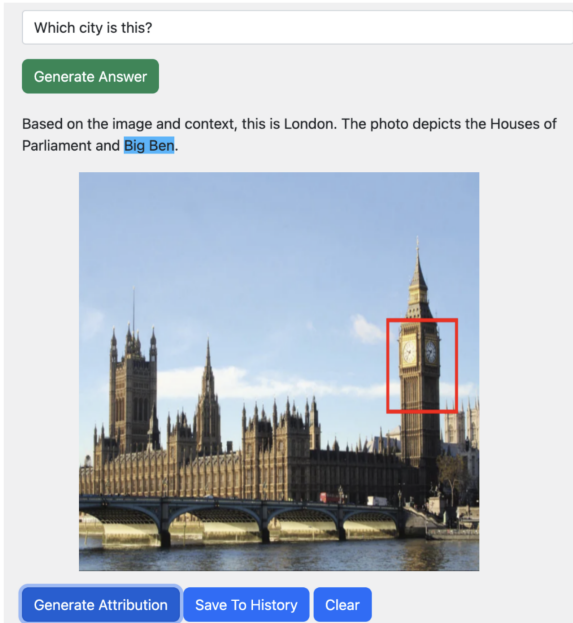 Which city is this?
Generate Answer
Based on the image and context, this is London. The photo depicts the Houses of
Parliament and Big Ben.
Generate Attribution
Save To History
Clear